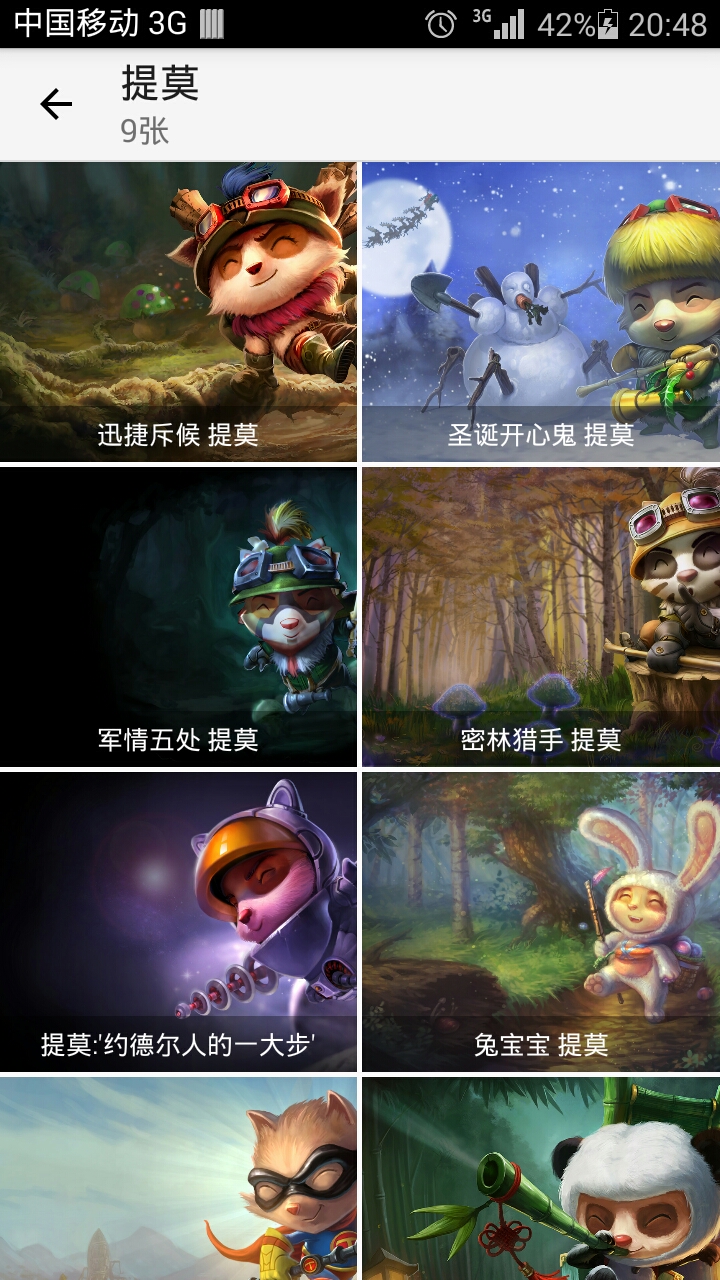 中国移动 3G 3G 42% 20:48
提莫
9张
迅捷斥候 提莫
圣诞开心鬼 提莫
军情五处 提莫
密林猎手 提莫
提莫:'约德尔人的一大步'
兔宝宝 提莫